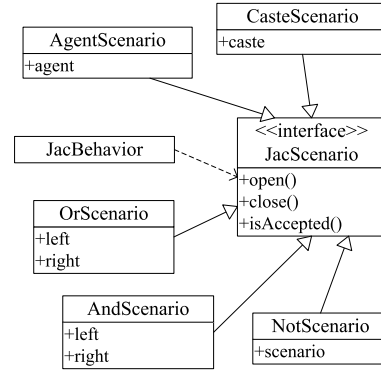 CasteScenario
+caste
AgentScenario
+agent
<<interface>>
JacScenario
+open()
+close()
+isAccepted()
JacBehavior
OrScenario
+left
+right
AndScenario
+left
+right
NotScenario
+scenario